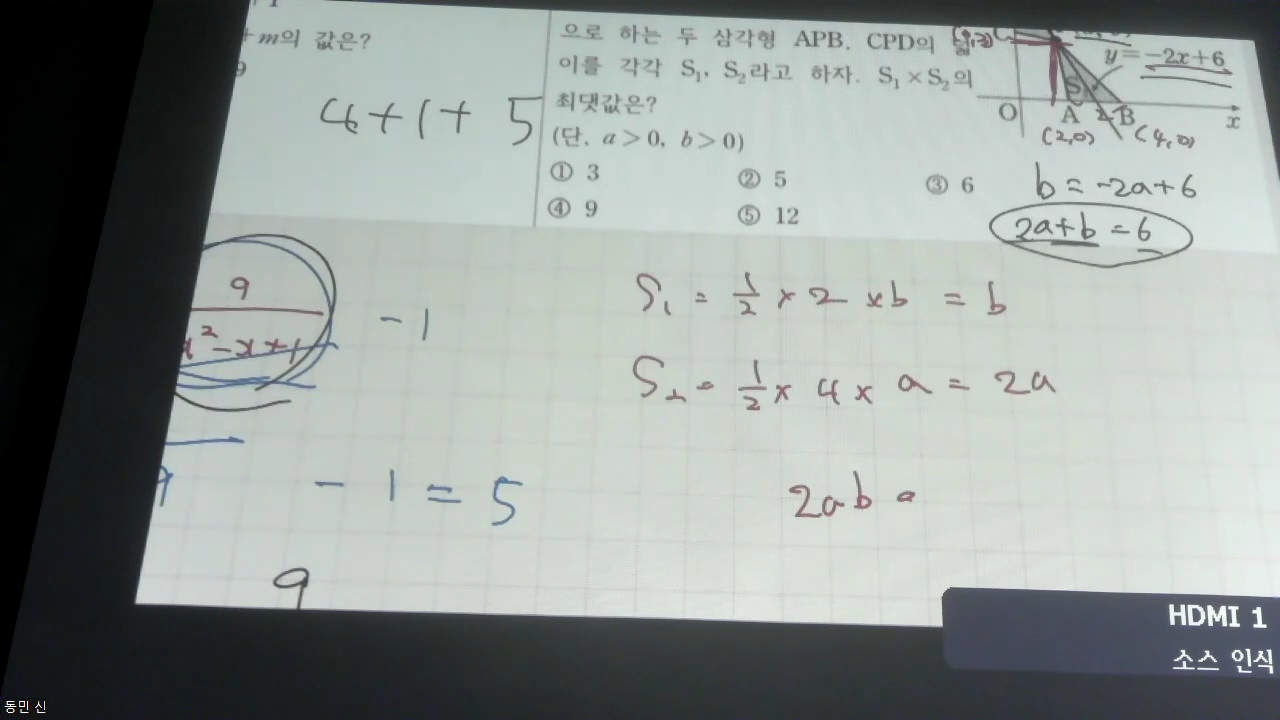 m의 값은?
4+1+5
으로 하는 두 삼각형 APB, CPD의
이를 각각 S₁, S₂라고 하자. S₁×S₂의
최댓값은?
(단, a>0, b>0)
① 3 ② 5 ③ 6
④ 9 ⑤ 12
y=-2x+6
O A B x
(2,0) (4,0)
b=-2a+6
2a+b=6
9
x²-x+1
-1
S₁ = 1/2 × 2 × b = b
S₂ = 1/2 × 4 × a = 2a
-1=5
2ab =
9
HDMI 1
소스 인식
동민 신